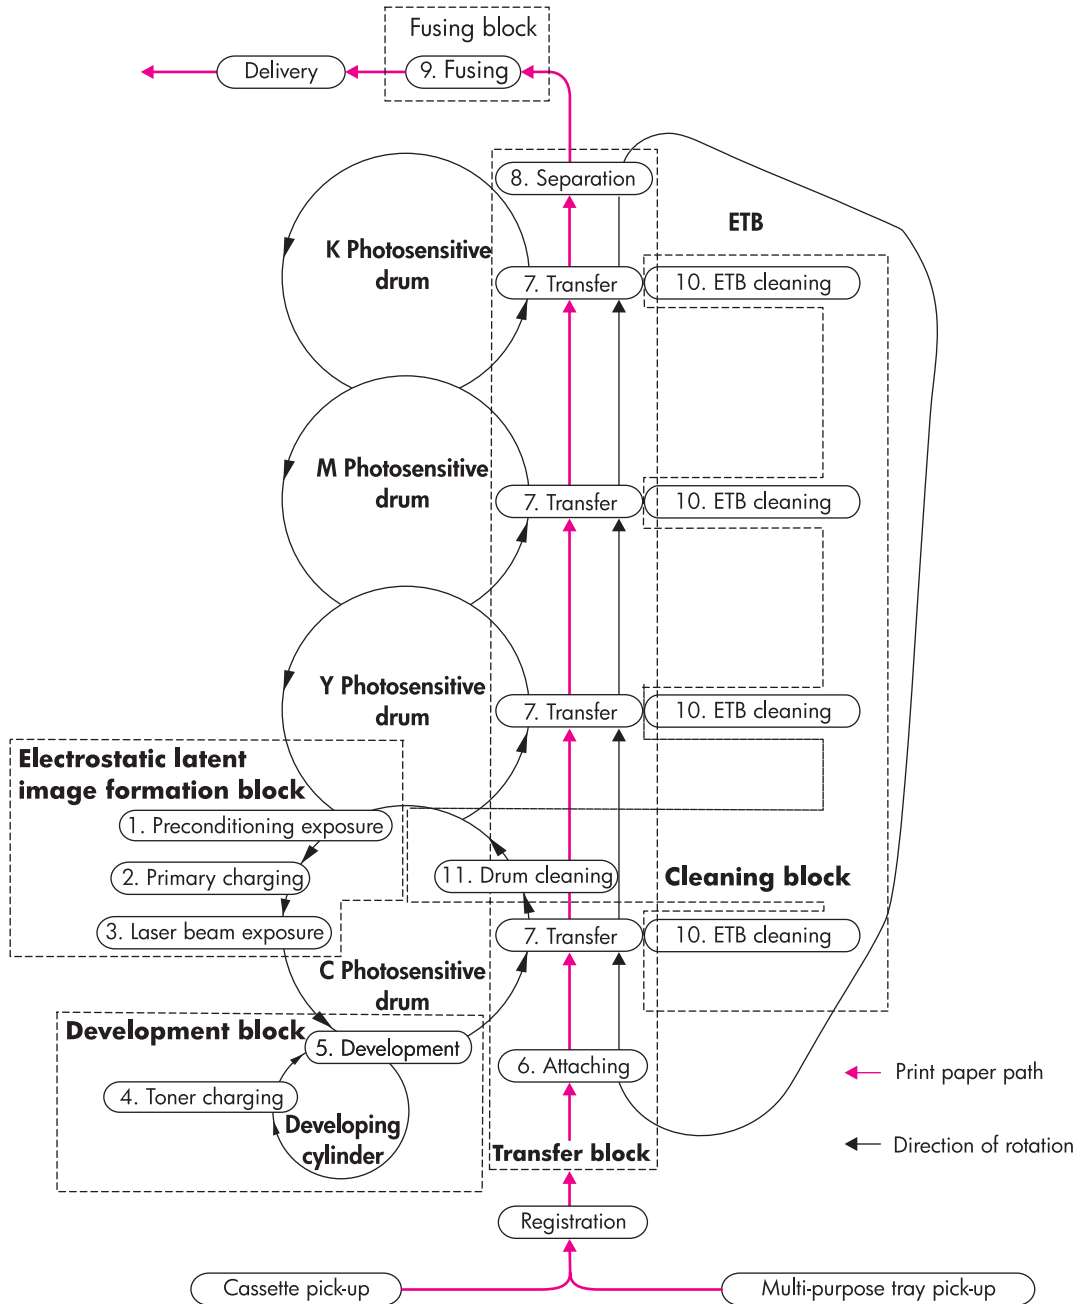 Fusing block
Delivery
9. Fusing
8. Separation
ETB
K Photosensitive
drum
7. Transfer
10. ETB cleaning
M Photosensitive
drum
7. Transfer
10. ETB cleaning
Y Photosensitive
drum
7. Transfer
10. ETB cleaning
Electrostatic latent
image formation block
1. Preconditioning exposure
2. Primary charging
11. Drum cleaning
Cleaning block
3. Laser beam exposure
7. Transfer
10. ETB cleaning
C Photosensitive
drum
Development block
5. Development
6. Attaching
4. Toner charging
Developing
cylinder
Transfer block
Print paper path
Direction of rotation
Registration
Cassette pick-up
Multi-purpose tray pick-up